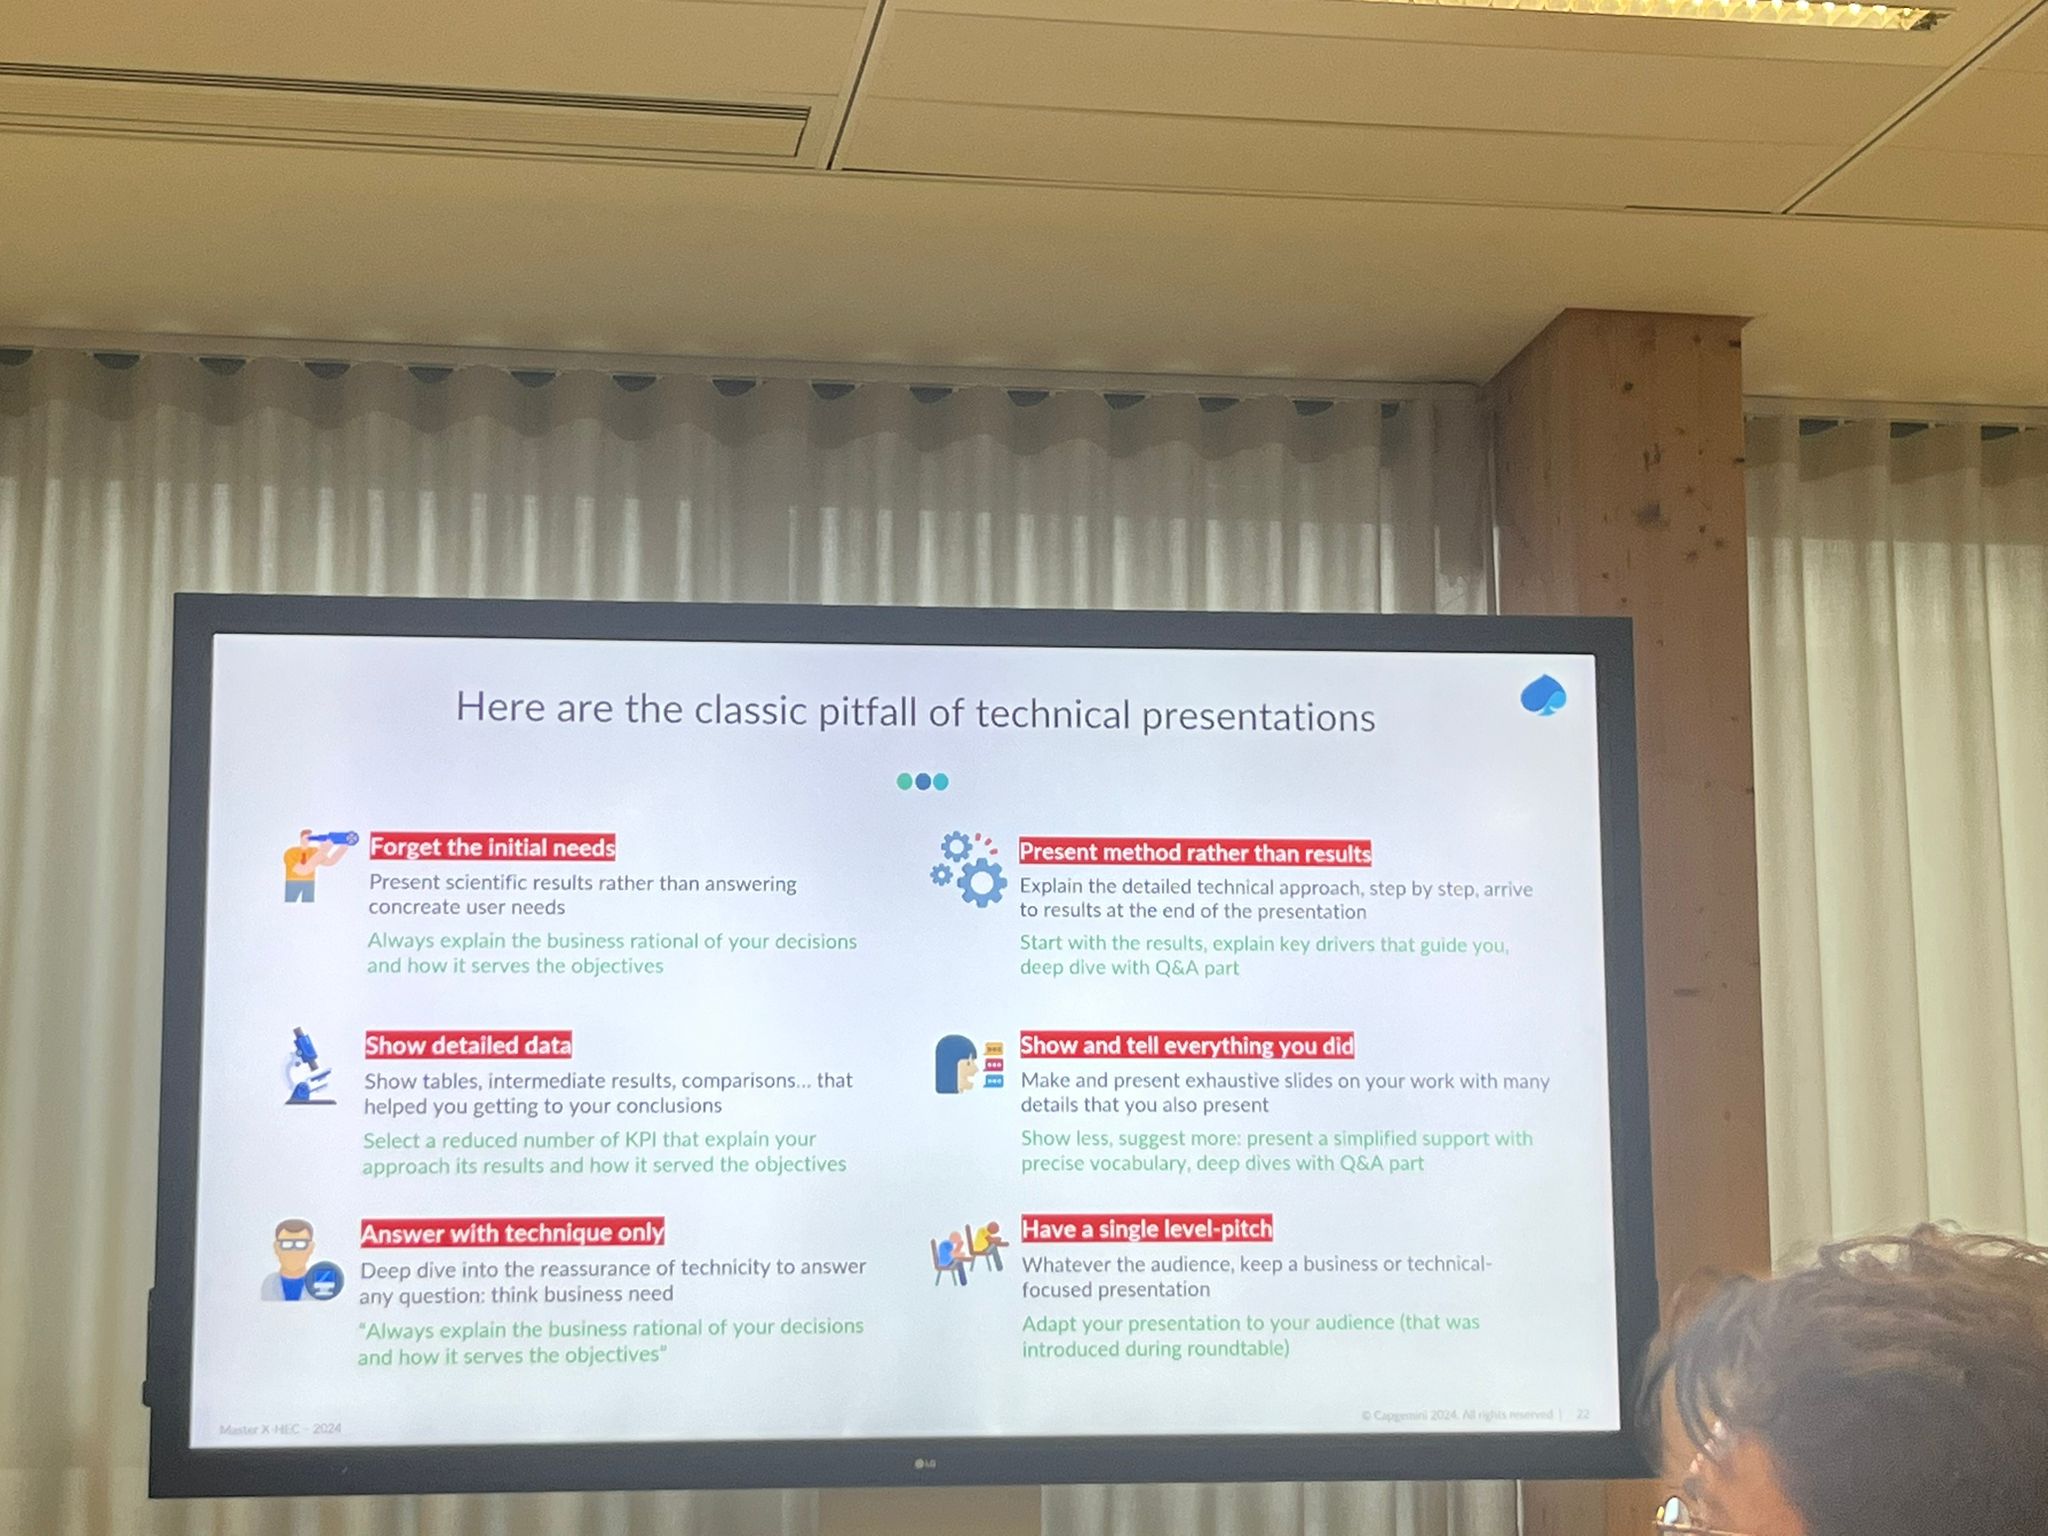 Here are the classic pitfall of technical presentations
Forget the initial needs
Present scientific results rather than answering
concreate user needs
Always explain the business rational of your decisions
and how it serves the objectives
Present method rather than results
Explain the detailed technical approach, step by step, arrive
to results at the end of the presentation
Start with the results, explain key drivers that guide you,
deep dive with Q&A part
Show detailed data
Show tables, intermediate results, comparisons... that
helped you getting to your conclusions
Select a reduced number of KPI that explain your
approach its results and how it served the objectives
Show and tell everything you did
Make and present exhaustive slides on your work with many
details that you also present
Show less, suggest more: present a simplified support with
precise vocabulary, deep dives with Q&A part
Answer with technique only
Deep dive into the reassurance of technicity to answer
any question: think business need
"Always explain the business rational of your decisions
and how it serves the objectives"
Have a single level-pitch
Whatever the audience, keep a business or technical-
focused presentation
Adapt your presentation to your audience (that was
introduced during roundtable)
Master X-HEC - 2024
© Capgemini 2024. All rights reserved | 22
LG